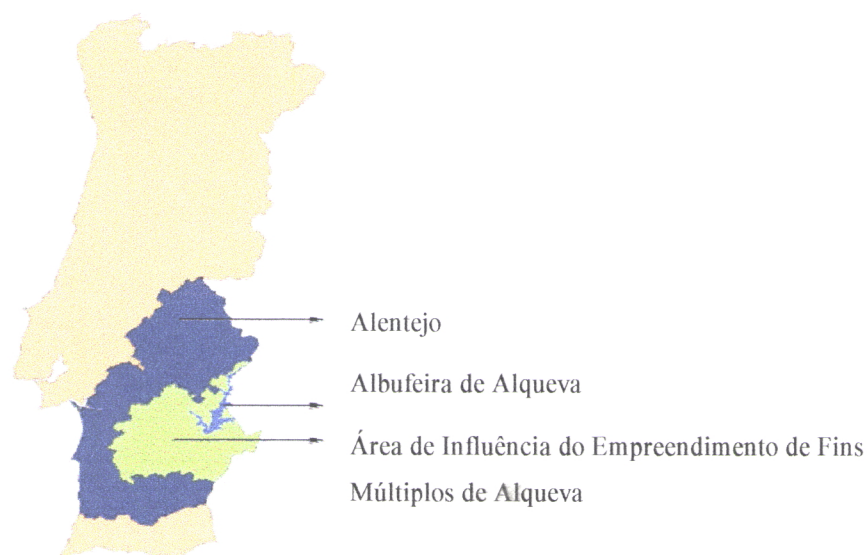 Alentejo
Albufeira de Alqueva
Área de Influência do Empreendimento de Fins
Múltiplos de Alqueva